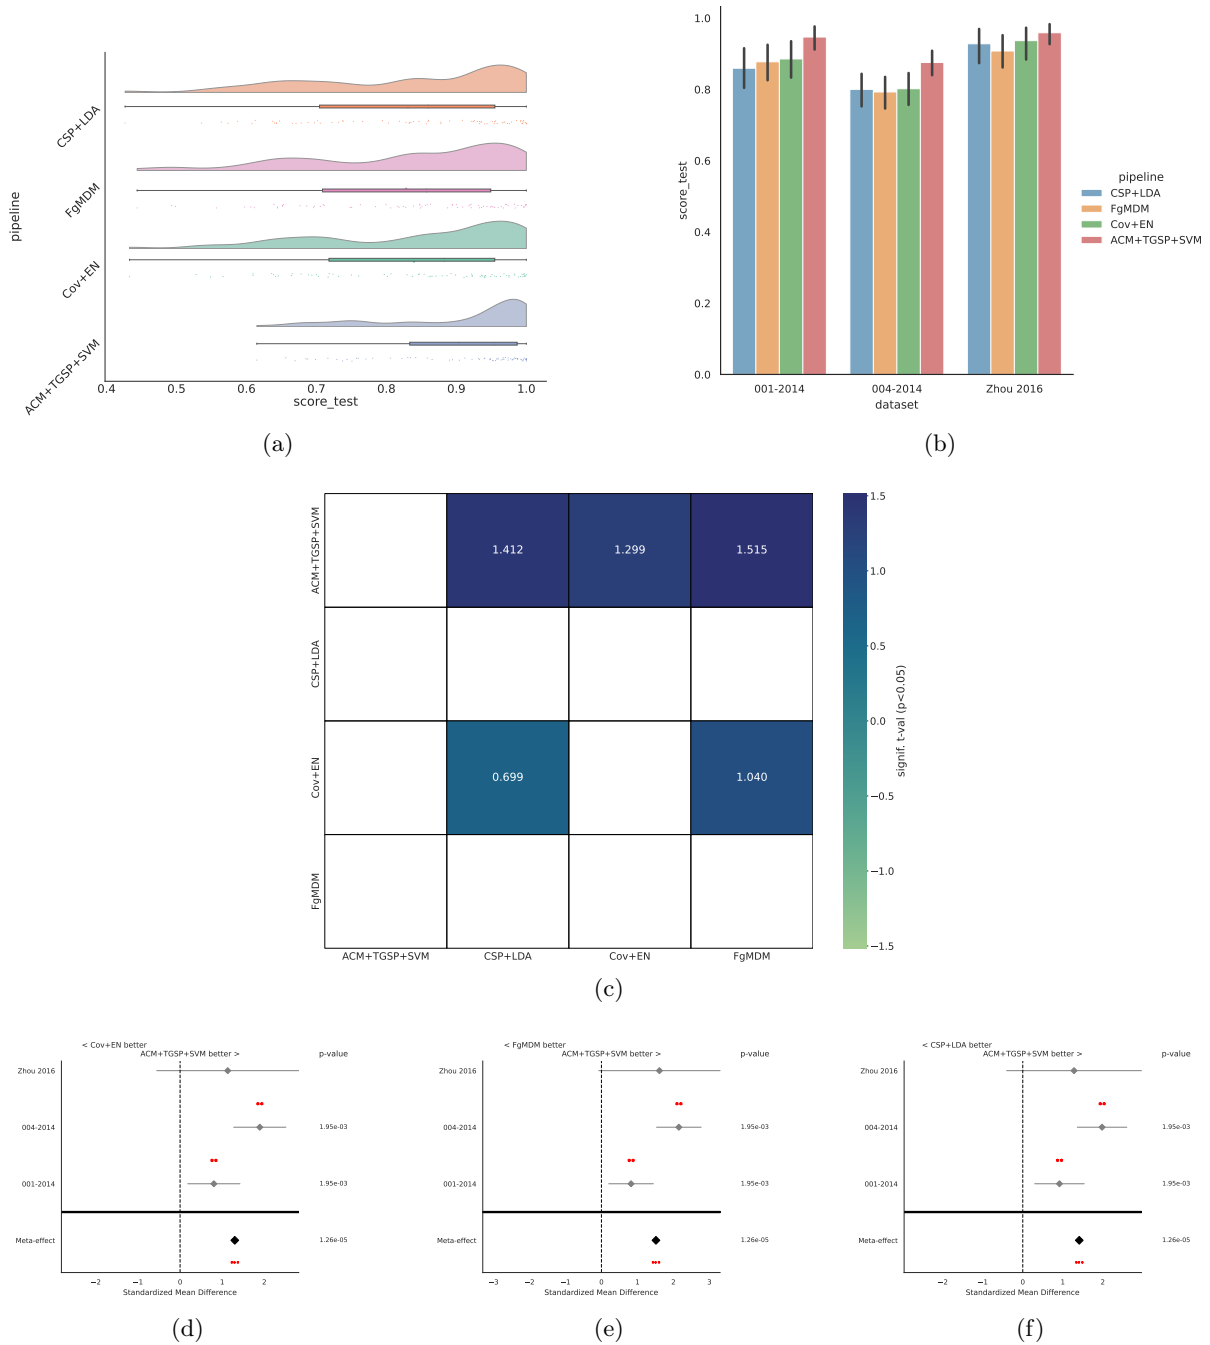 pipeline
CSP+LDA
FgMDM
Cov+EN
ACM+TGSP+SVM
0.4 0.5 0.6 0.7 0.8 0.9 1.0
score_test
(a)
score_test
1.0
0.8
0.6
0.4
0.2
0.0
001-2014 004-2014 Zhou 2016
dataset
pipeline
CSP+LDA
FgMDM
Cov+EN
ACM+TGSP+SVM
(b)
ACM+TGSP+SVM
1.412 1.299 1.515
CSP+LDA
Cov+EN
0.699 1.040
FgMDM
ACM+TGSP+SVM CSP+LDA Cov+EN FgMDM
1.5
1.0
0.5
0.0
−0.5
−1.0
−1.5
signif. t-val (p<0.05)
(c)
< Cov+EN better
ACM+TGSP+SVM better > p-value
Zhou 2016
004-2014 1.95e-03
001-2014 1.95e-03
Meta-effect 1.26e-05
−2 −1 0 1 2
Standardized Mean Difference
(d)
< FgMDM better
ACM+TGSP+SVM better > p-value
Zhou 2016
004-2014 1.95e-03
001-2014 1.95e-03
Meta-effect 1.26e-05
−3 −2 −1 0 1 2 3
Standardized Mean Difference
(e)
< CSP+LDA better
ACM+TGSP+SVM better > p-value
Zhou 2016
004-2014 1.95e-03
001-2014 1.95e-03
Meta-effect 1.26e-05
−2 −1 0 1 2
Standardized Mean Difference
(f)